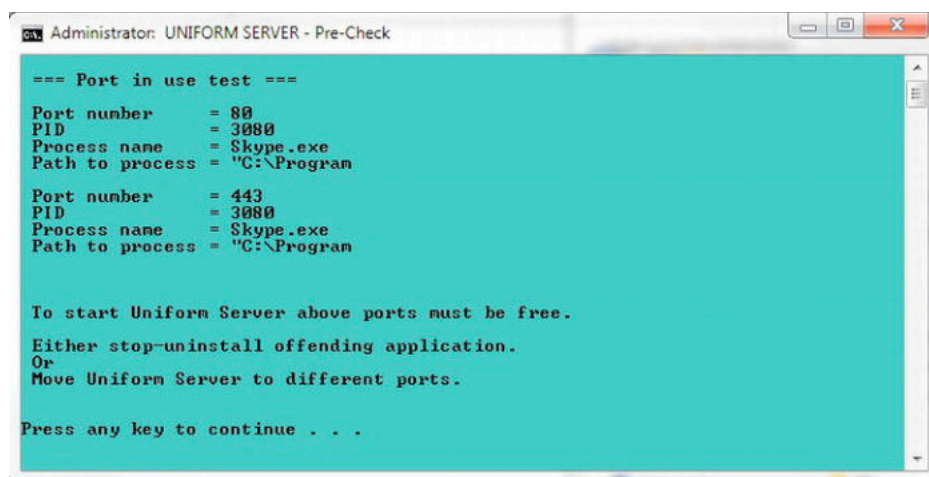 Administrator: UNIFORM SERVER - Pre-Check
=== Port in use test ===
Port number = 80
PID = 3080
Process name = Skype.exe
Path to process = "C:\Program
Port number = 443
PID = 3080
Process name = Skype.exe
Path to process = "C:\Program
To start Uniform Server above ports must be free.
Either stop-uninstall offending application.
Or
Move Uniform Server to different ports.
Press any key to continue . . .